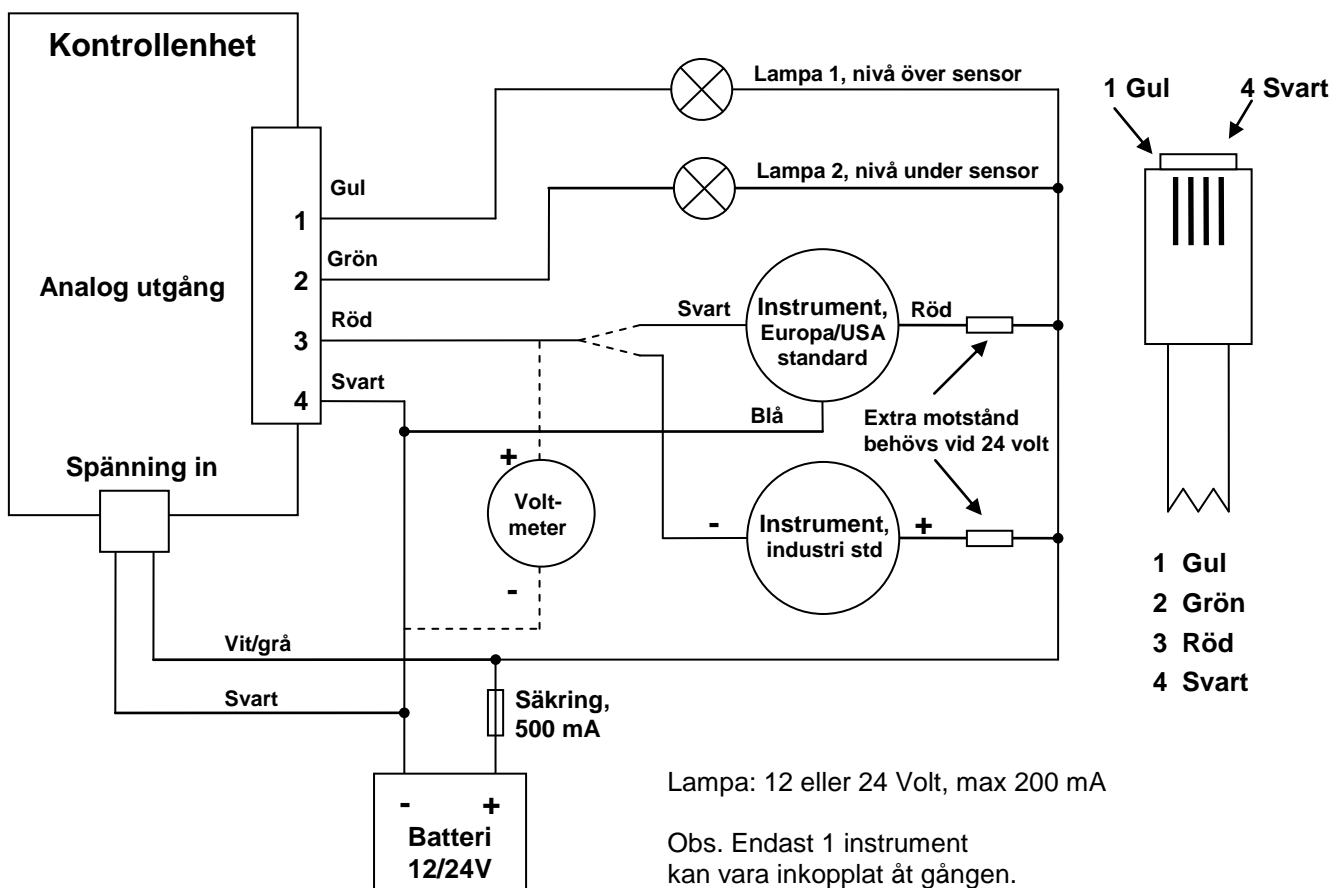 Kontrollenhet
Lampa 1, nivå över sensor
1 Gul
4 Svart
Lampa 2, nivå under sensor
Gul
1
Grön
2
Analog utgång
Röd
3
Svart
4
Svart
Instrument,
Europa/USA
standard
Röd
Blå
Extra motstånd
behövs vid 24 volt
Spänning in
+
Volt-
meter
-
-
Instrument,
industri std
+
1 Gul
2 Grön
3 Röd
4 Svart
Vit/grå
Svart
Säkring,
500 mA
- +
Batteri
12/24V
Lampa: 12 eller 24 Volt, max 200 mA
Obs. Endast 1 instrument
kan vara inkopplat åt gången.